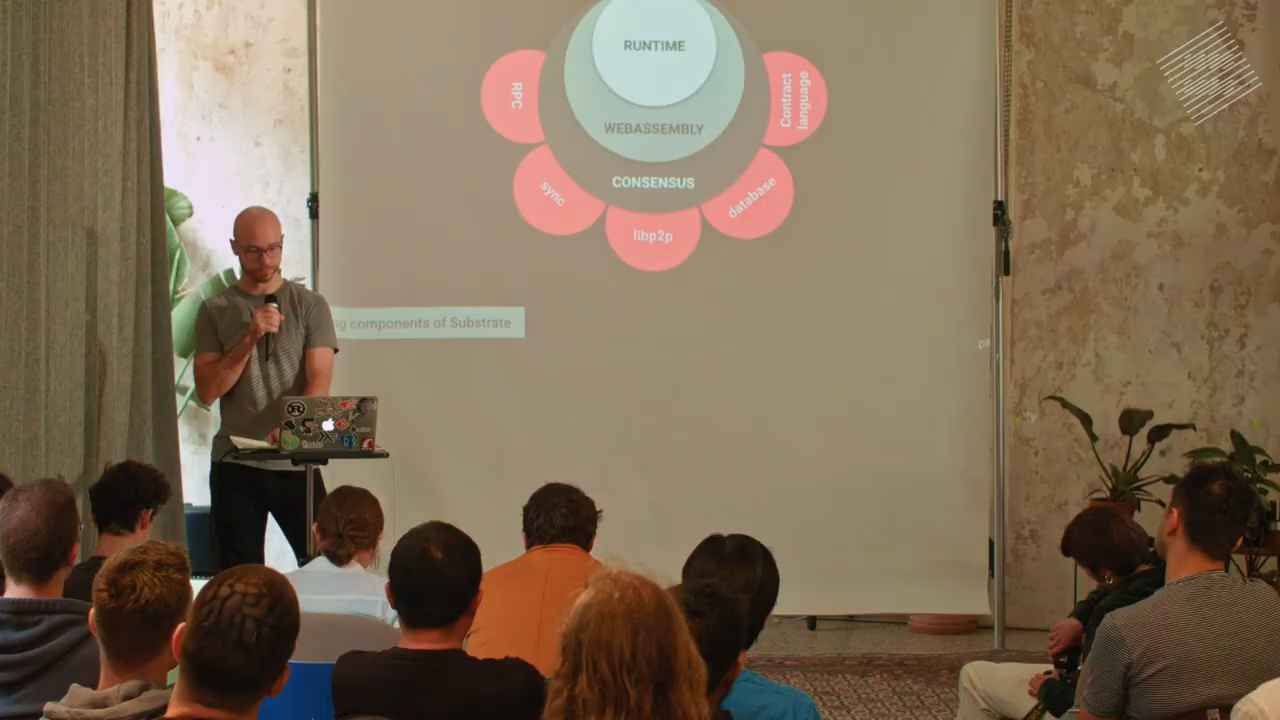 RUNTIME
RPC
Contract
language
WEBASSEMBLY
CONSENSUS
sync
database
libp2p
components of Substrate